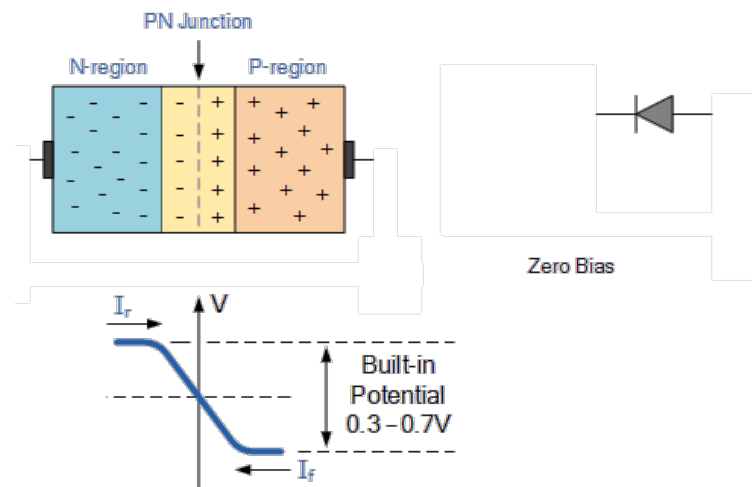 PN Junction
N-region
P-region
Zero Bias
Ir
V
Built-in
Potential
0.3 – 0.7V
If